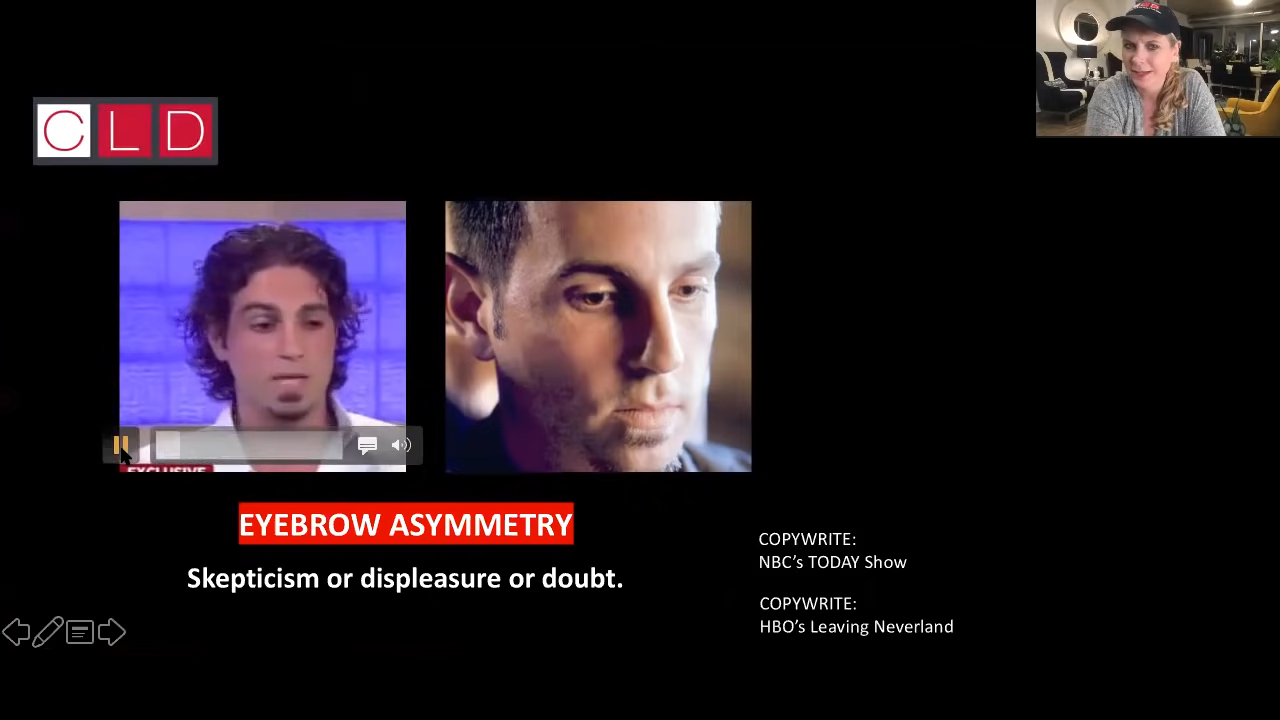 CLD
EXCLUSIVE
EYEBROW ASYMMETRY
Skepticism or displeasure or doubt.
COPYWRITE:
NBC's TODAY Show
COPYWRITE:
HBO's Leaving Neverland